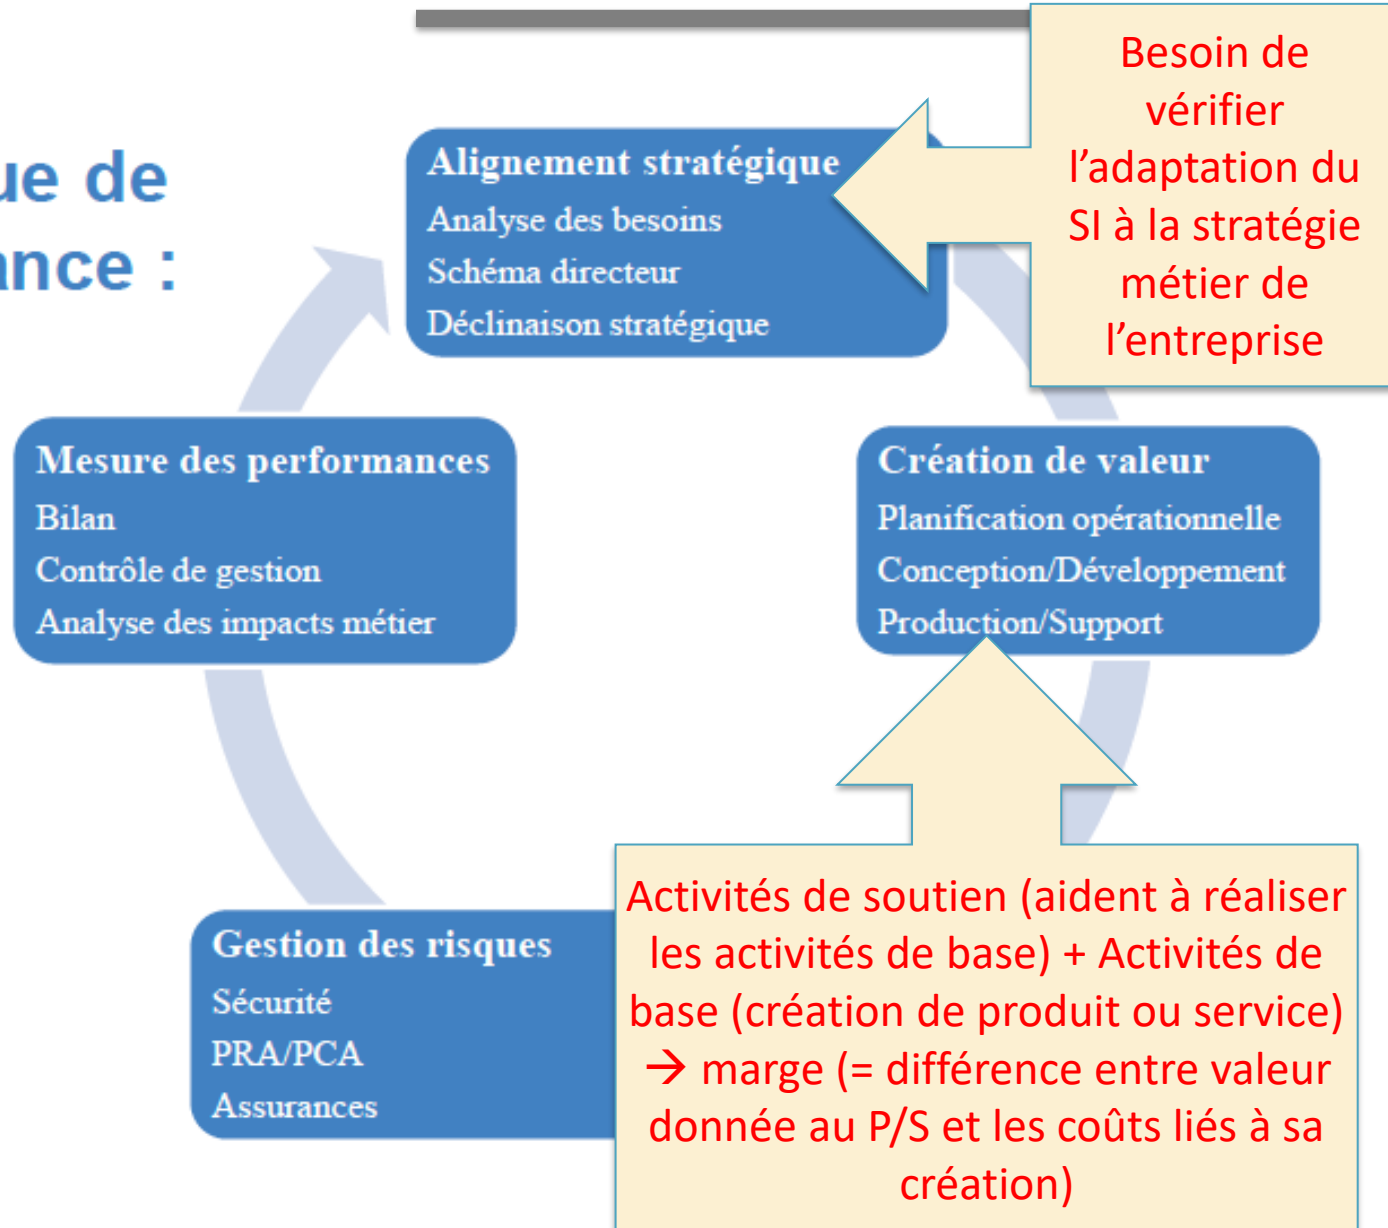 ue de
ance :
Alignement stratégique
Analyse des besoins
Schéma directeur
Déclinaison stratégique
Besoin de
vérifier
l’adaptation du
SI à la stratégie
métier de
l’entreprise
Mesure des performances
Bilan
Contrôle de gestion
Analyse des impacts métier
Création de valeur
Planification opérationnelle
Conception/Développement
Production/Support
Gestion des risques
Sécurité
PRA/PCA
Assurances
Activités de soutien (aident à réaliser
les activités de base) + Activités de
base (création de produit ou service)
→ marge (= différence entre valeur
donnée au P/S et les coûts liés à sa
création)